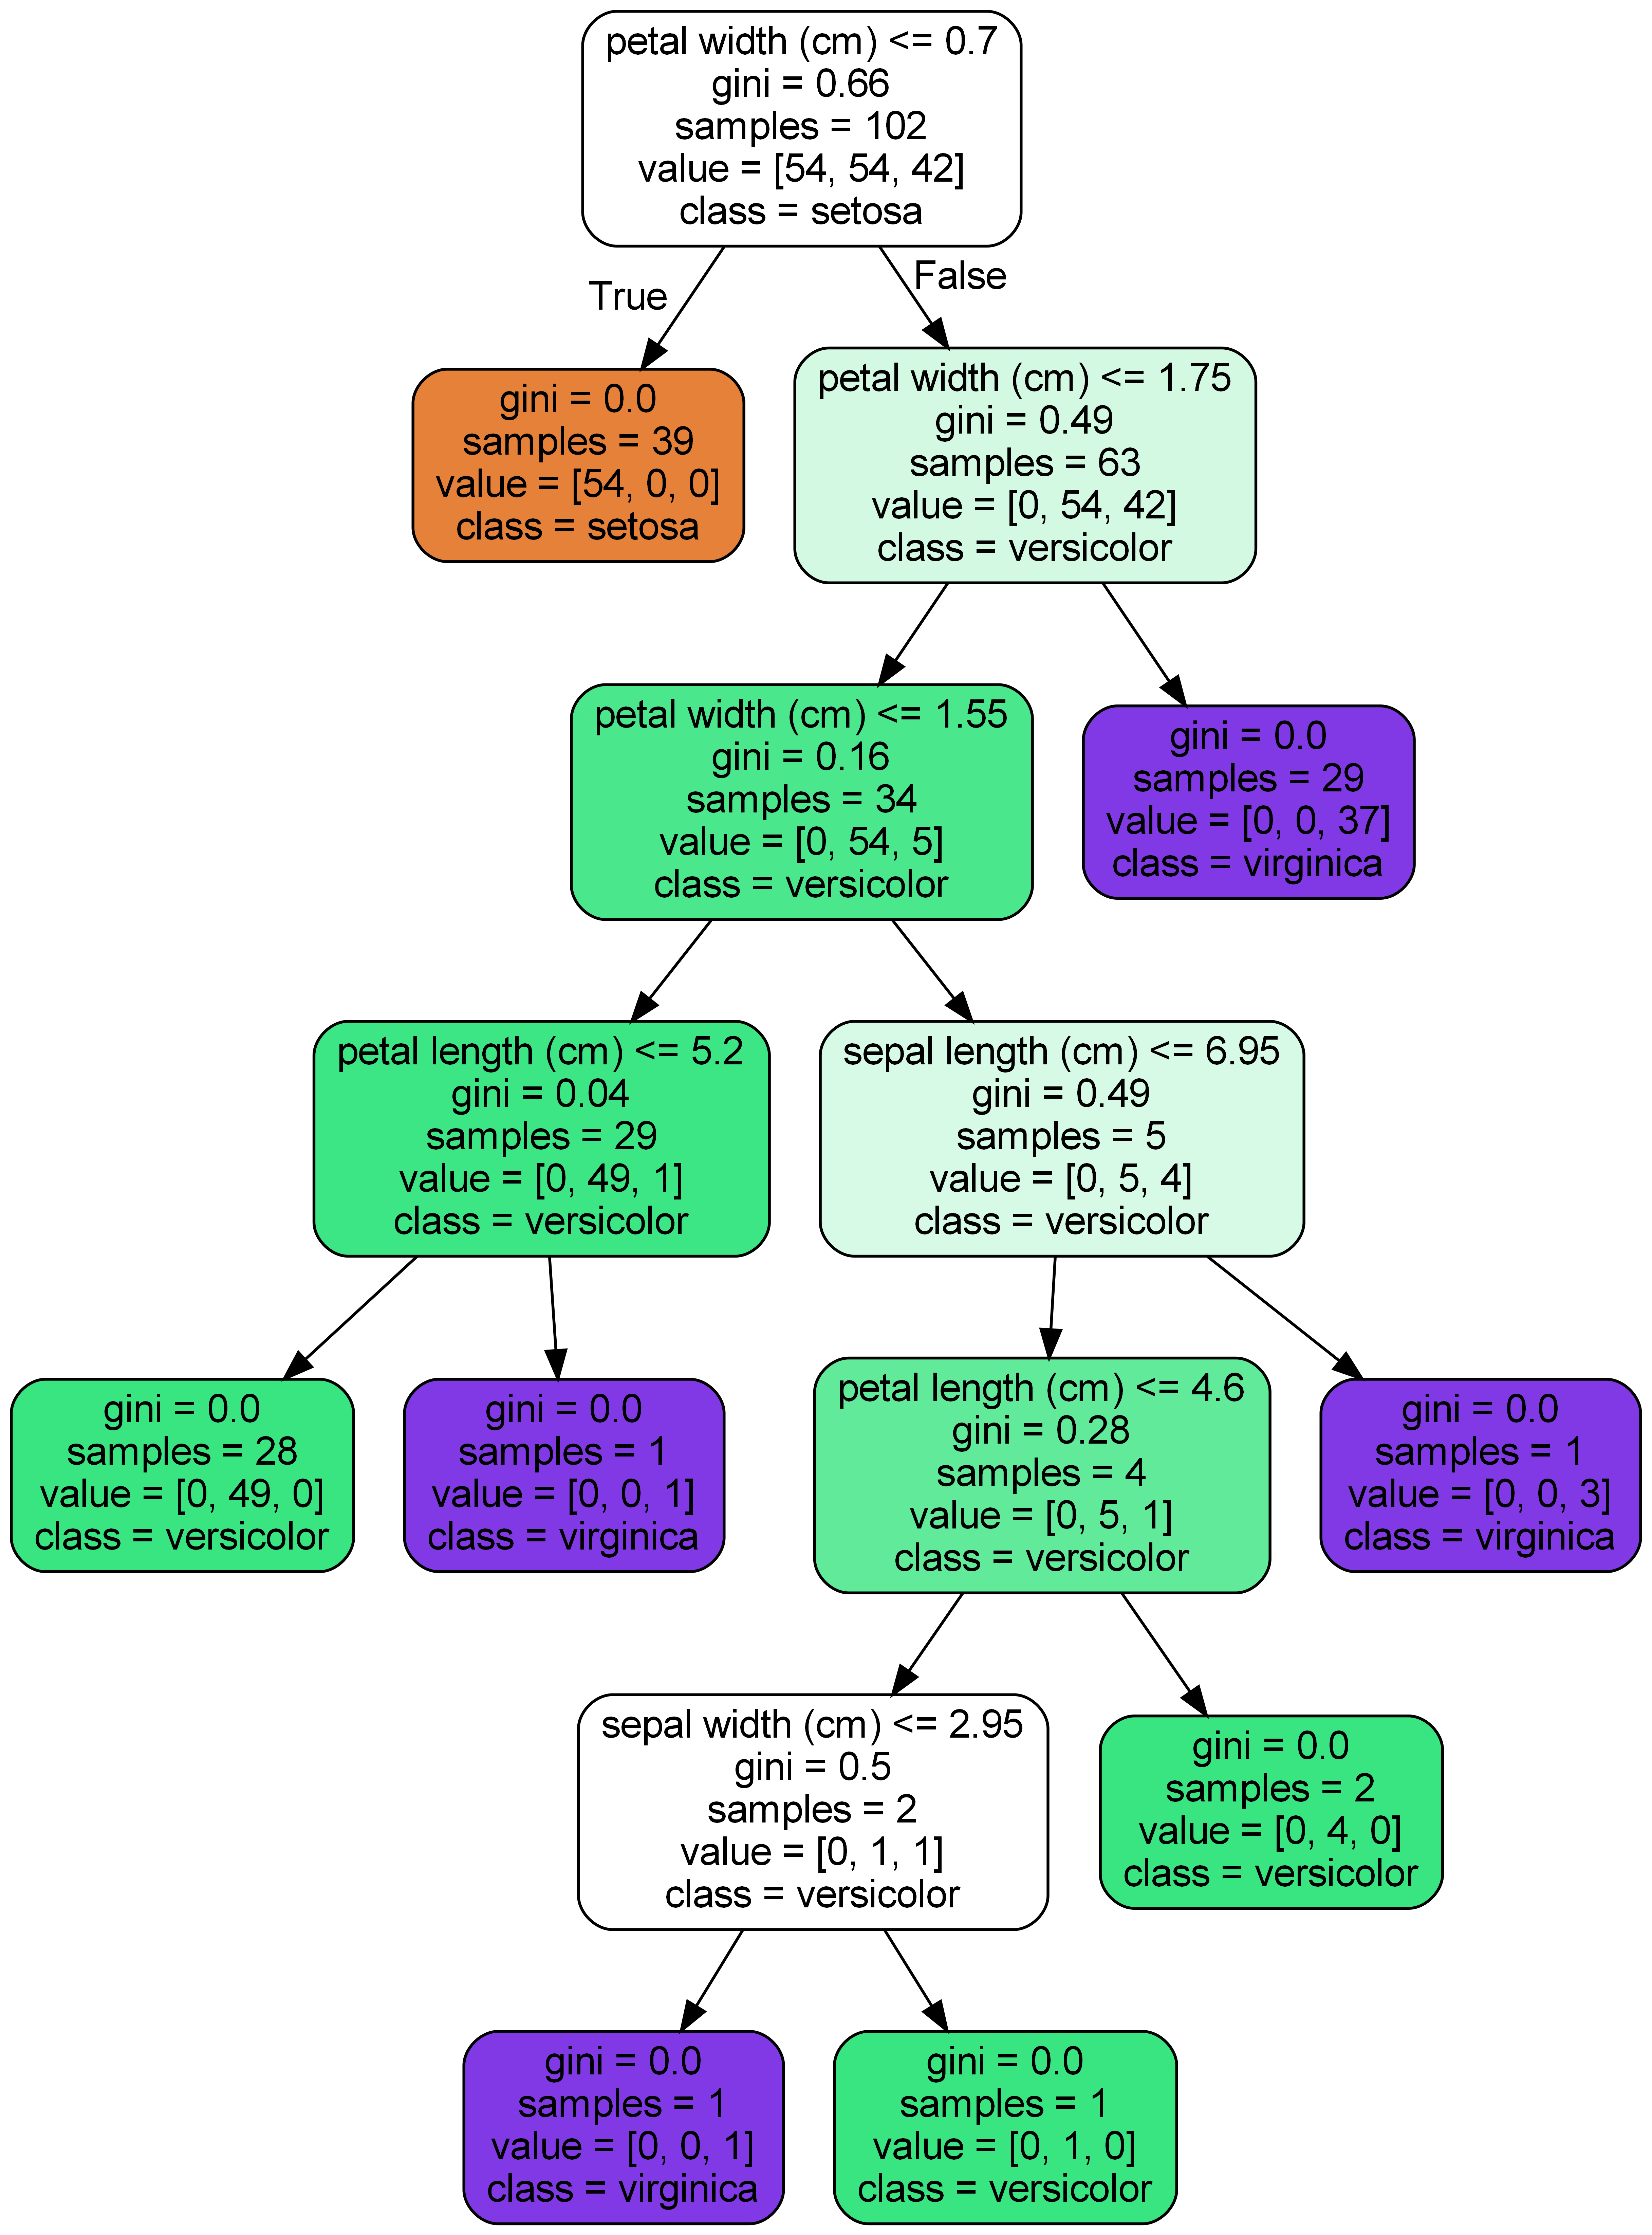 petal width (cm) <= 0.7
gini = 0.66
samples = 102
value = [54, 54, 42]
class = setosa
True
False
gini = 0.0
samples = 39
value = [54, 0, 0]
class = setosa
petal width (cm) <= 1.75
gini = 0.49
samples = 63
value = [0, 54, 42]
class = versicolor
petal width (cm) <= 1.55
gini = 0.16
samples = 34
value = [0, 54, 5]
class = versicolor
gini = 0.0
samples = 29
value = [0, 0, 37]
class = virginica
petal length (cm) <= 5.2
gini = 0.04
samples = 29
value = [0, 49, 1]
class = versicolor
sepal length (cm) <= 6.95
gini = 0.49
samples = 5
value = [0, 5, 4]
class = versicolor
gini = 0.0
samples = 28
value = [0, 49, 0]
class = versicolor
gini = 0.0
samples = 1
value = [0, 0, 1]
class = virginica
petal length (cm) <= 4.6
gini = 0.28
samples = 4
value = [0, 5, 1]
class = versicolor
gini = 0.0
samples = 1
value = [0, 0, 3]
class = virginica
sepal width (cm) <= 2.95
gini = 0.5
samples = 2
value = [0, 1, 1]
class = versicolor
gini = 0.0
samples = 2
value = [0, 4, 0]
class = versicolor
gini = 0.0
samples = 1
value = [0, 0, 1]
class = virginica
gini = 0.0
samples = 1
value = [0, 1, 0]
class = versicolor